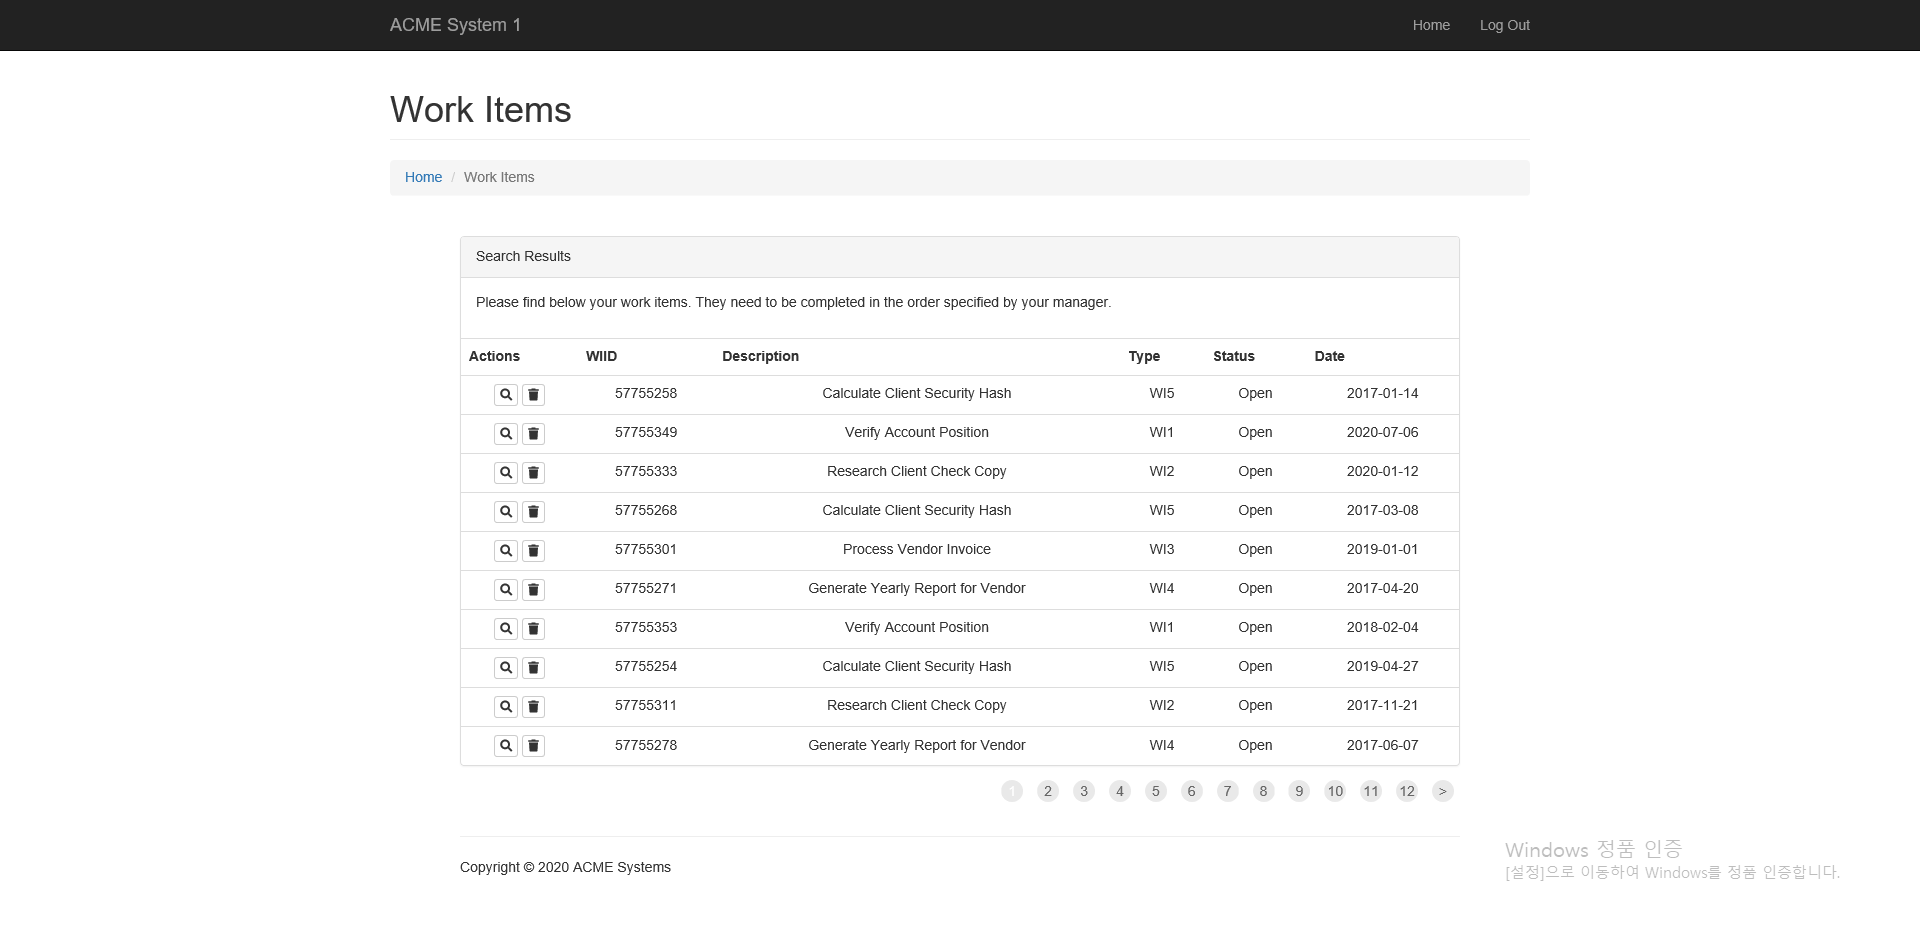 ACME System 1 Home Log Out
Work Items
Home / Work Items
Search Results
Please find below your work items. They need to be completed in the order specified by your manager.
Actions WIID Description Type Status Date
57755258 Calculate Client Security Hash WI5 Open 2017-01-14
57755349 Verify Account Position WI1 Open 2020-07-06
57755333 Research Client Check Copy WI2 Open 2020-01-12
57755268 Calculate Client Security Hash WI5 Open 2017-03-08
57755301 Process Vendor Invoice WI3 Open 2019-01-01
57755271 Generate Yearly Report for Vendor WI4 Open 2017-04-20
57755353 Verify Account Position WI1 Open 2018-02-04
57755254 Calculate Client Security Hash WI5 Open 2019-04-27
57755311 Research Client Check Copy WI2 Open 2017-11-21
57755278 Generate Yearly Report for Vendor WI4 Open 2017-06-07
1 2 3 4 5 6 7 8 9 10 11 12 >
Windows 정품 인증
Copyright © 2020 ACME Systems
[설정]으로 이동하여 Windows를 정품 인증합니다.